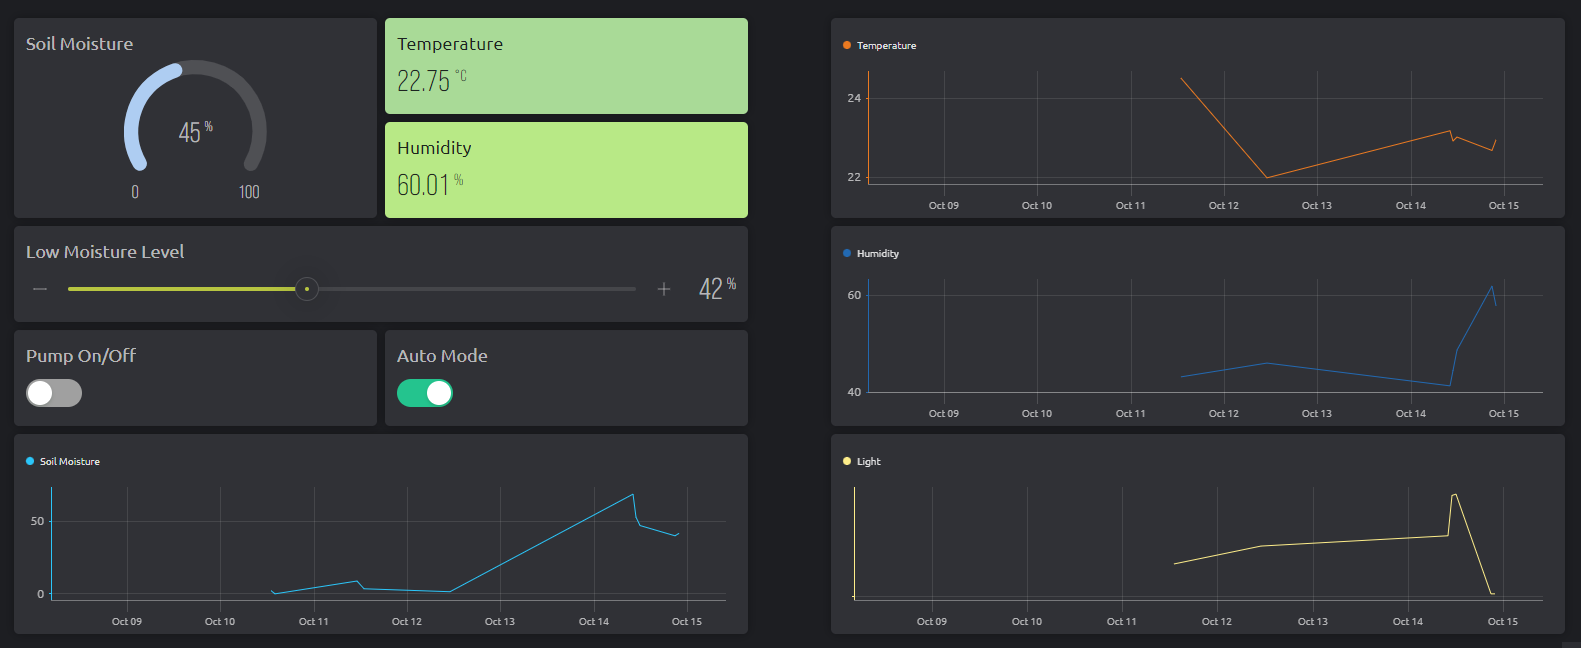 Soil Moisture
45 %
0 100
Temperature
22.75 °C
Humidity
60.01 %
Low Moisture Level
42 %
Pump On/Off
Auto Mode
Soil Moisture
50
0
Oct 09 Oct 10 Oct 11 Oct 12 Oct 13 Oct 14 Oct 15
Temperature
24
22
Oct 09 Oct 10 Oct 11 Oct 12 Oct 13 Oct 14 Oct 15
Humidity
60
40
Oct 09 Oct 10 Oct 11 Oct 12 Oct 13 Oct 14 Oct 15
Light
Oct 09 Oct 10 Oct 11 Oct 12 Oct 13 Oct 14 Oct 15